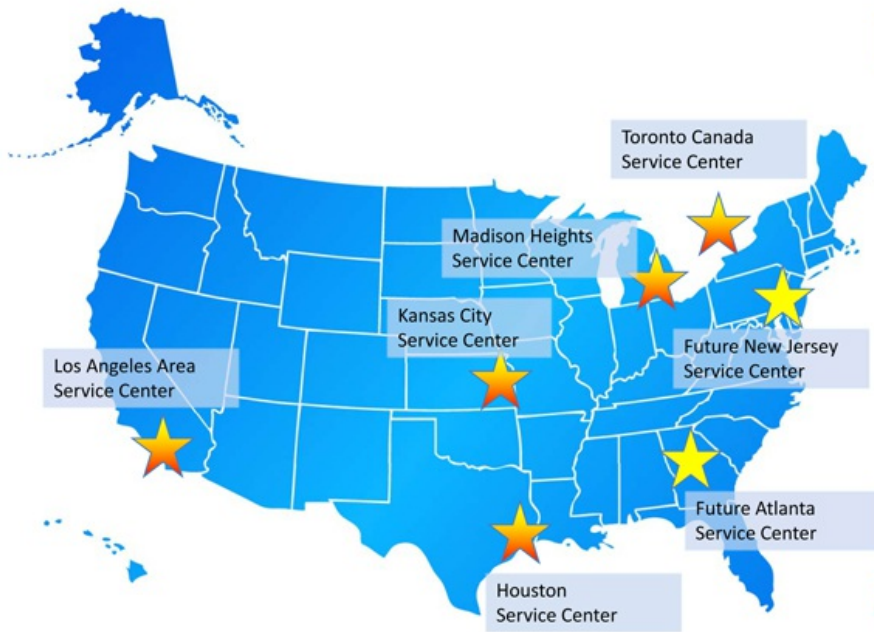 Toronto Canada
Service Center
Madison Heights
Service Center
Kansas City
Service Center
Future New Jersey
Service Center
Los Angeles Area
Service Center
Future Atlanta
Service Center
Houston
Service Center